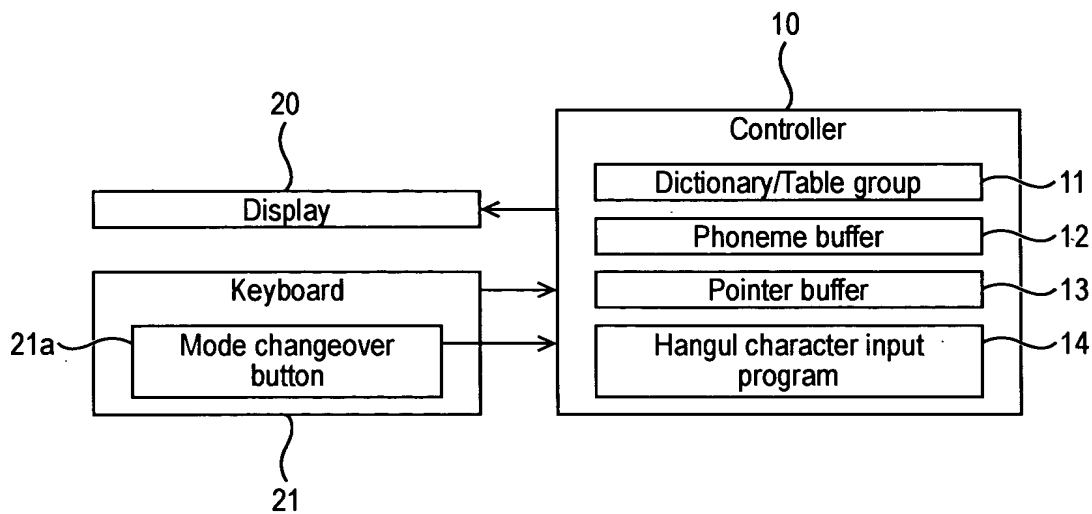 10
20
Controller
Dictionary/Table group
11
Display
Phoneme buffer
12
Keyboard
Pointer buffer
13
21a
Mode changeover
button
Hangul character input
program
14
21